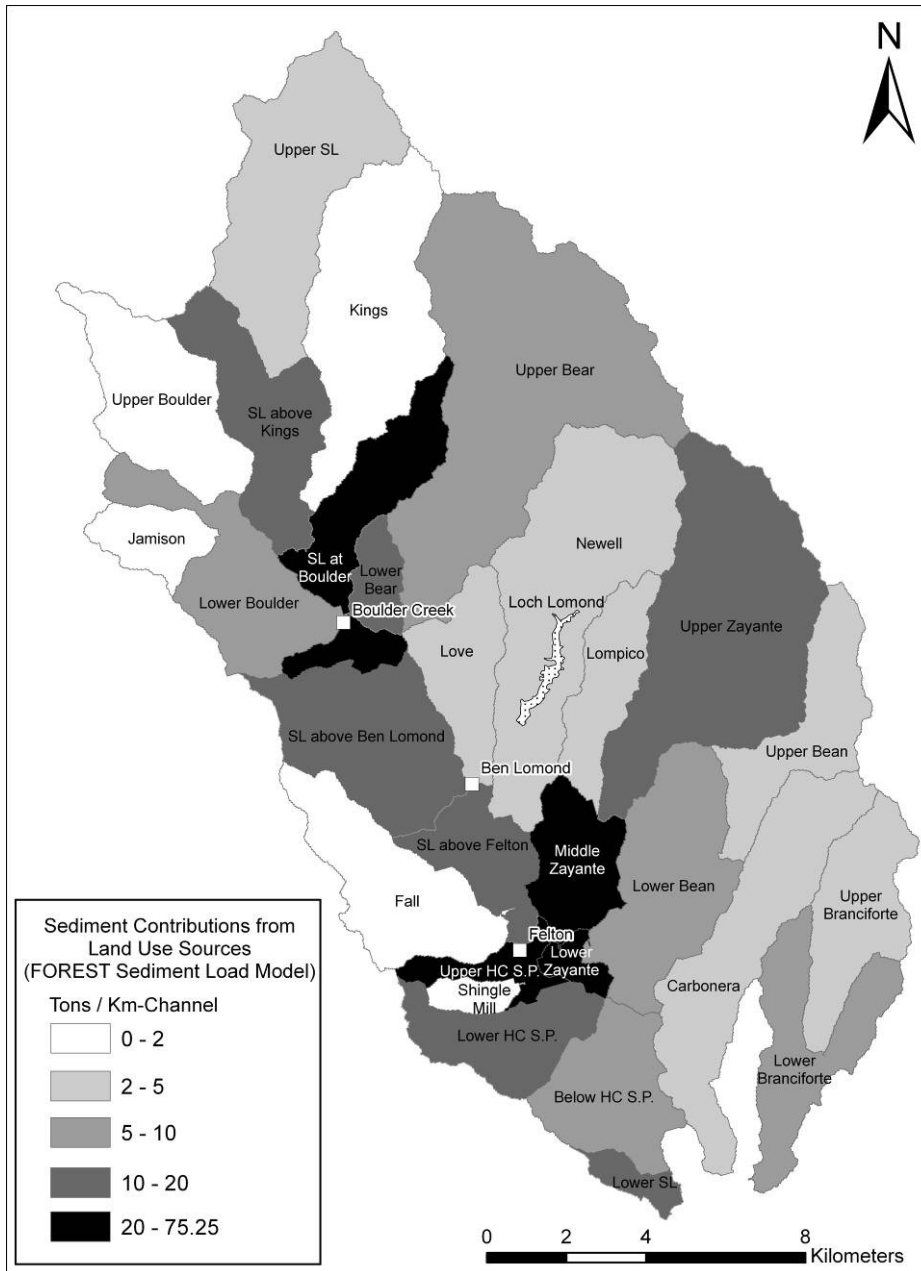 N
Upper SL
Kings
Upper Bear
Upper Boulder
SL above
Kings
Jamison
SL at
Boulder
Lower
Bear
Newell
Lower Boulder
Boulder Creek
Loch Lomond
Upper Zayante
Love
Lompico
SL above Ben Lomond
Upper Bean
Ben Lomond
SL above Felton
Middle
Zayante
Lower Bean
Fall
Upper
Branciforte
Felton
Lower
Zayante
Upper HC S.P.
Shingle
Mill
Carbonera
Lower HC S.P.
Lower
Branciforte
Below HC S.P.
Lower SL
Sediment Contributions from
Land Use Sources
(FOREST Sediment Load Model)
Tons / Km-Channel
0 - 2
2 - 5
5 - 10
10 - 20
20 - 75.25
0 2 4 8
Kilometers